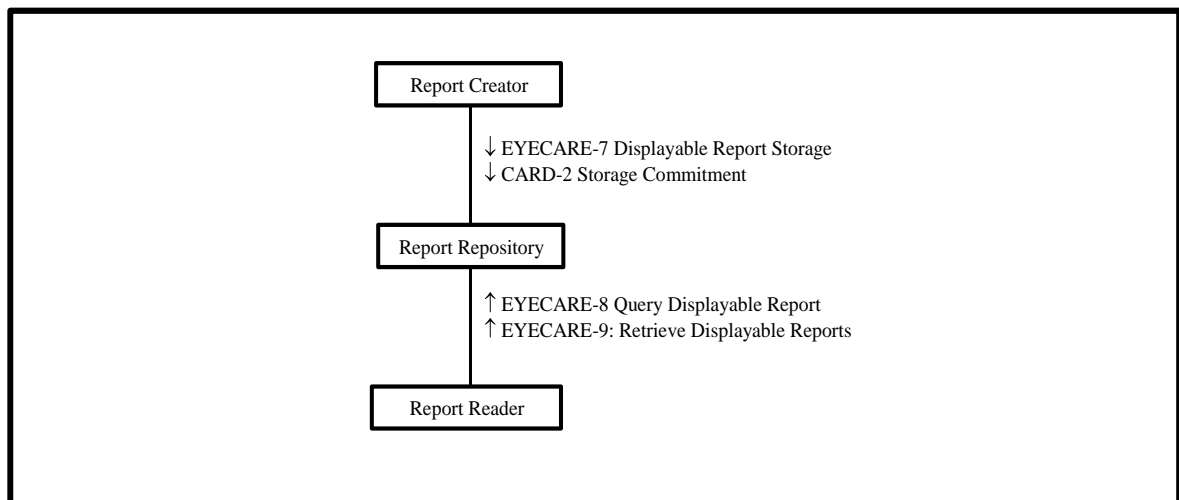 Report Creator
↓ EYECARE-7 Displayable Report Storage
↓ CARD-2 Storage Commitment
Report Repository
↑ EYECARE-8 Query Displayable Report
↑ EYECARE-9: Retrieve Displayable Reports
Report Reader